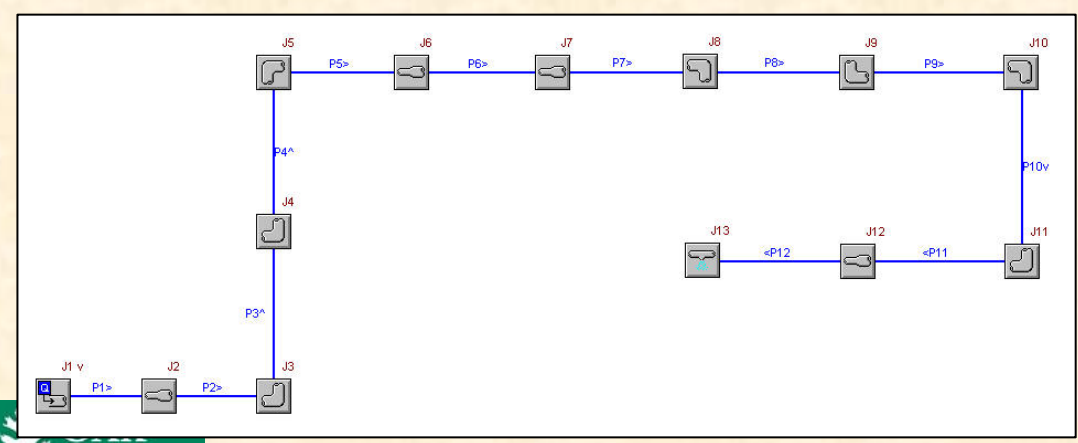 J5 J6 J7 J8 J9 J10
P5> P6> P7> P8> P9>
P4^ P10v
J4 J13 J12 J11
<P12 <P11
P3^
J1 v J2 J3
P1> P2>
Q